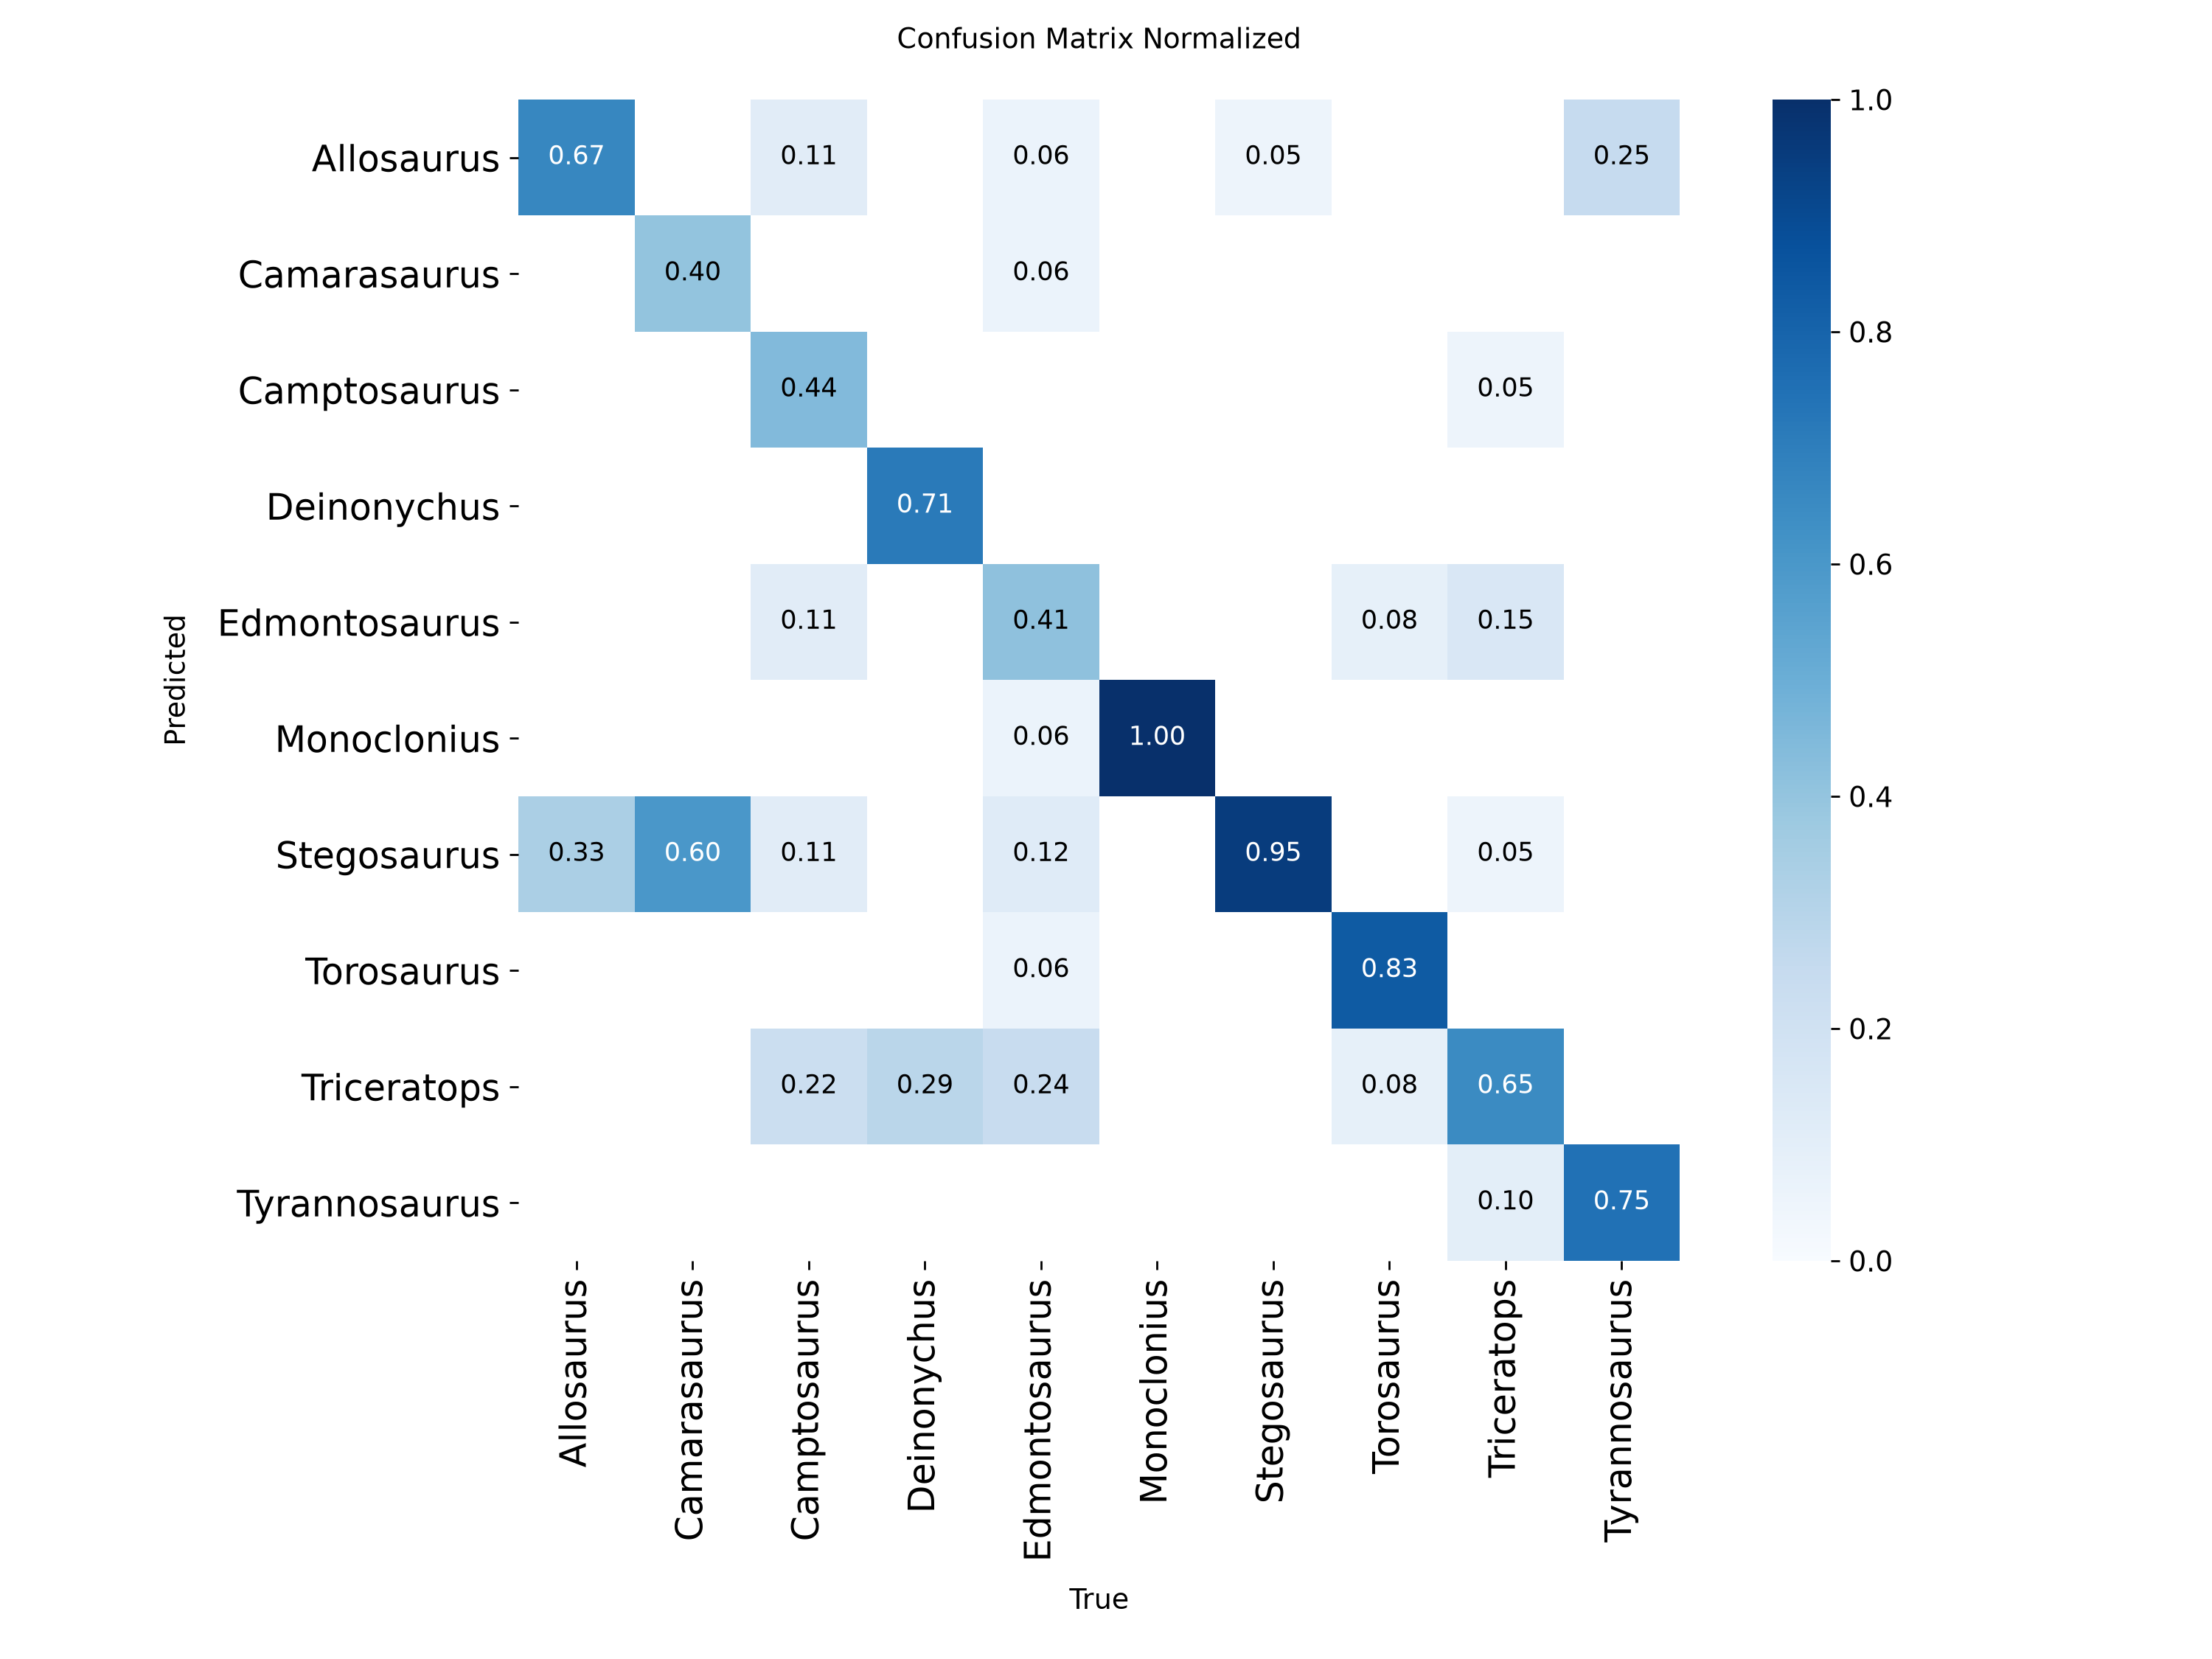 Confusion Matrix Normalized
Allosaurus 0.67 0.11 0.06 0.05 0.25
Camarasaurus 0.40 0.06
Camptosaurus 0.44 0.05
Deinonychus 0.71
Edmontosaurus 0.11 0.41 0.08 0.15
Monoclonius 0.06 1.00
Stegosaurus 0.33 0.60 0.11 0.12 0.95 0.05
Torosaurus 0.06 0.83
Triceratops 0.22 0.29 0.24 0.08 0.65
Tyrannosaurus 0.10 0.75
Predicted
Allosaurus
Camarasaurus
Camptosaurus
Deinonychus
Edmontosaurus
Monoclonius
Stegosaurus
Torosaurus
Triceratops
Tyrannosaurus
True
1.0
0.8
0.6
0.4
0.2
0.0